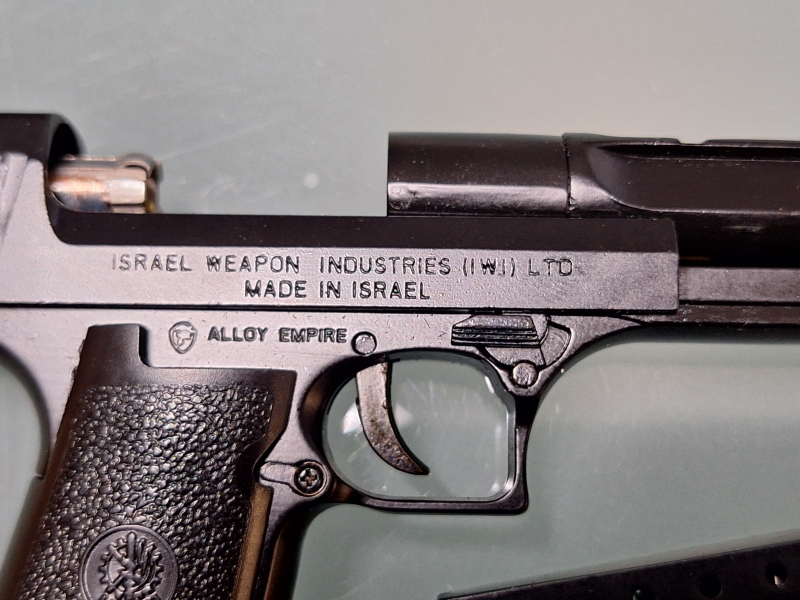 ISRAEL WEAPON INDUSTRIES (IWI) LTD
MADE IN ISRAEL
ALLOY EMPIRE